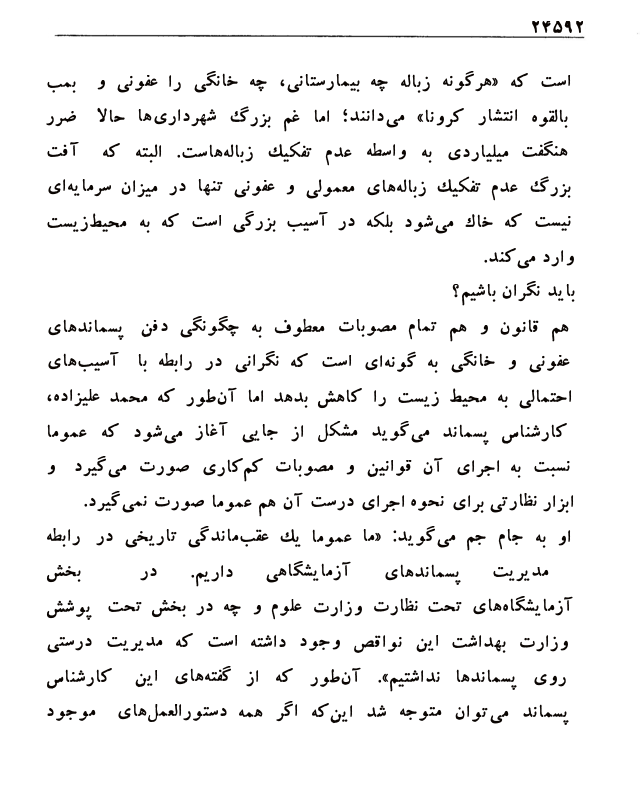 ۲۴۵۹۲
است که «هرگونه زباله چه بیمارستانی، چه خانگی را عفونی و بمب
بالقوه انتشار کرونا» می‌دانند؛ اما غم بزرگ شهرداری‌ها حالا ضرر
هنگفت میلیاردی به واسطه عدم تفکیك زباله‌هاست. البته که آفت
بزرگ عدم تفکیك زباله‌های معمولی و عفونی تنها در میزان سرمایه‌ای
نیست که خاك می‌شود بلکه در آسیب بزرگی است که به محیط‌زیست
وارد می‌کند.
باید نگران باشیم؟
هم قانون و هم تمام مصوبات معطوف به چگونگی دفن پسماندهای
عفونی و خانگی به گونه‌ای است که نگرانی در رابطه با آسیب‌های
احتمالی به محیط زیست را کاهش بدهد اما آن‌طور که محمد علیزاده،
کارشناس پسماند می‌گوید مشکل از جایی آغاز می‌شود که عموما
نسبت به اجرای آن قوانین و مصوبات کم‌کاری صورت می‌گیرد و
ابزار نظارتی برای نحوه اجرای درست آن هم عموما صورت نمی‌گیرد.
او به جام جم می‌گوید: «ما عموما یك عقب‌ماندگی تاریخی در رابطه
مدیریت پسماندهای آزمایشگاهی داریم. در بخش
آزمایشگاه‌های تحت نظارت وزارت علوم و چه در بخش تحت پوشش
وزارت بهداشت این نواقص وجود داشته است که مدیریت درستی
روی پسماندها نداشتیم». آن‌طور که از گفته‌های این کارشناس
پسماند می‌توان متوجه شد این‌که اگر همه دستورالعمل‌های موجود